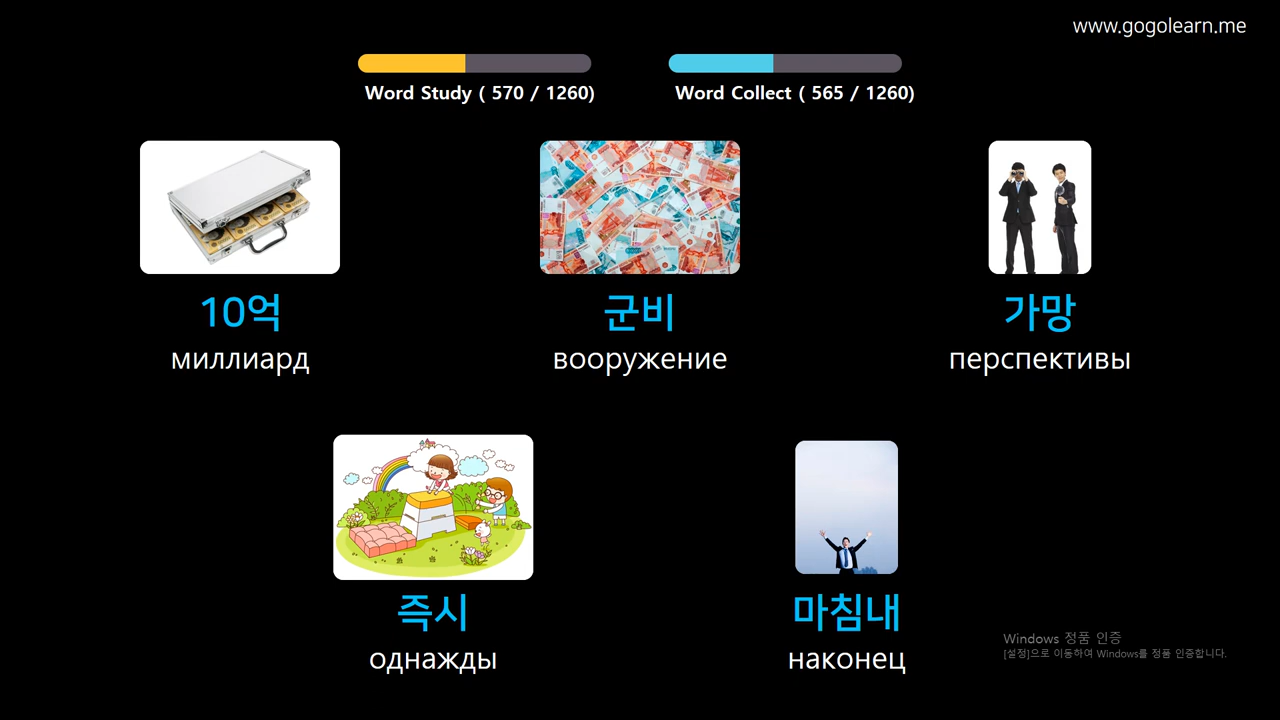 www.gogolearn.me
Word Study ( 570 / 1260)
Word Collect ( 565 / 1260)
10억
миллиард
군비
вооружение
가망
перспективы
즉시
однажды
마침내
наконец
Windows 정품 인증
[설정]으로 이동하여 Windows를 정품 인증합니다.